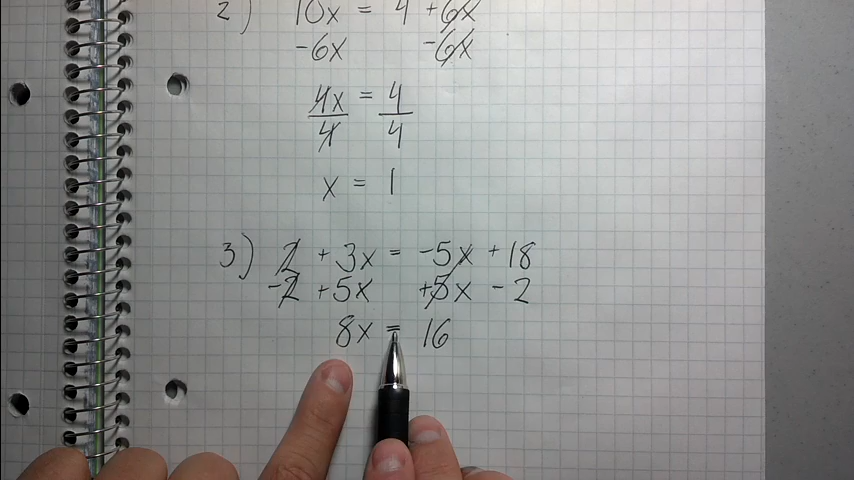 2) 10x = 4 + 6x
-6x -6x
4x = 4
4 4
x = 1
3) 2 + 3x = -5x + 18
-2 + 5x +5x - 2
8x = 16